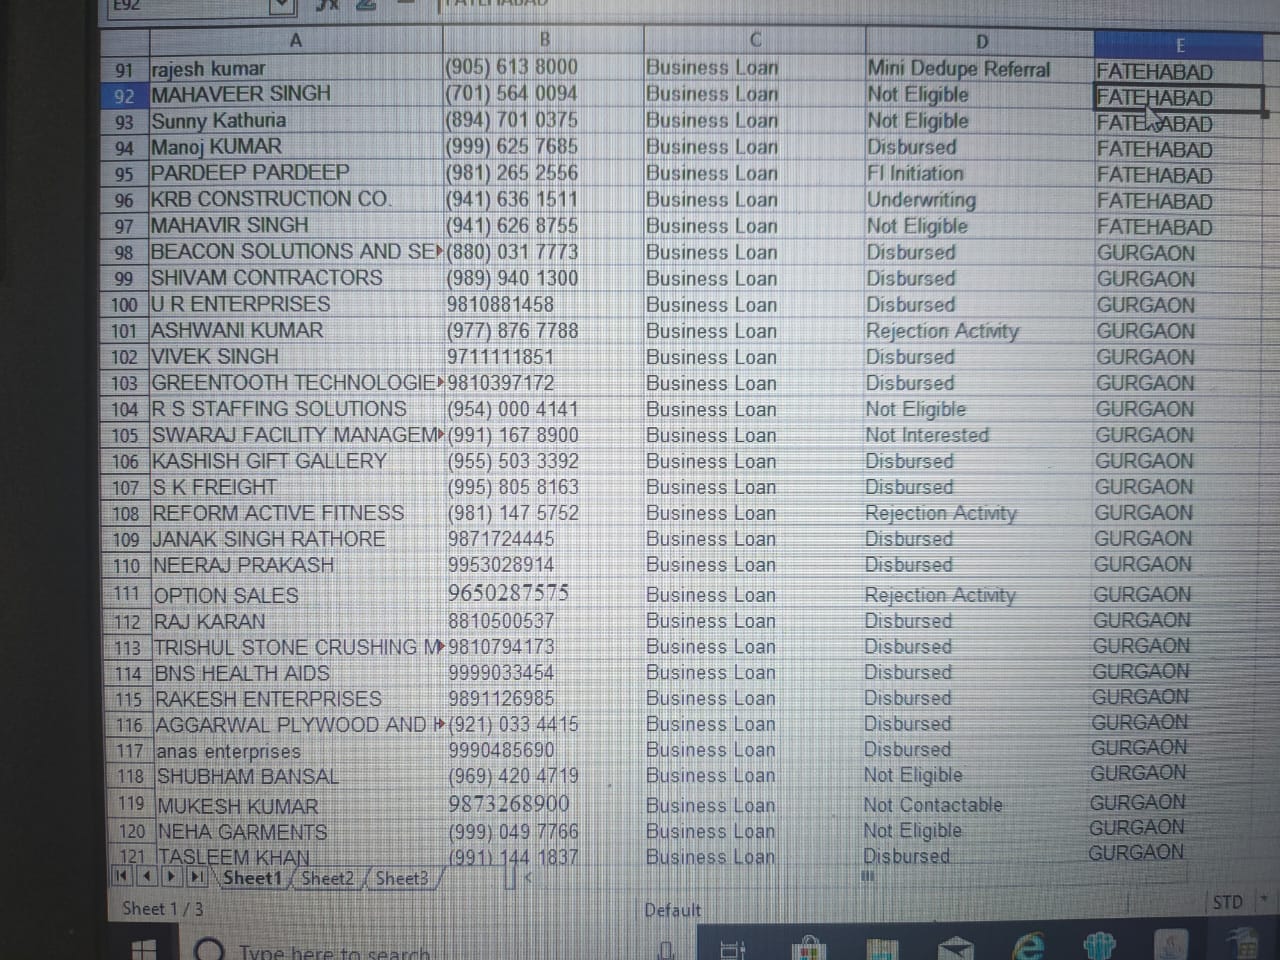 E92 FATEHABAD
A B C D E
91 rajesh kumar (905) 613 8000 Business Loan Mini Dedupe Referral FATEHABAD
92 MAHAVEER SINGH (701) 564 0094 Business Loan Not Eligible FATEHABAD
93 Sunny Kathuria (894) 701 0375 Business Loan Not Eligible FATEHABAD
94 Manoj KUMAR (999) 625 7685 Business Loan Disbursed FATEHABAD
95 PARDEEP PARDEEP (981) 265 2556 Business Loan FI Initiation FATEHABAD
96 KRB CONSTRUCTION CO. (941) 636 1511 Business Loan Underwriting FATEHABAD
97 MAHAVIR SINGH (941) 626 8755 Business Loan Not Eligible FATEHABAD
98 BEACON SOLUTIONS AND SE (880) 031 7773 Business Loan Disbursed GURGAON
99 SHIVAM CONTRACTORS (989) 940 1300 Business Loan Disbursed GURGAON
100 U R ENTERPRISES 9810881458 Business Loan Disbursed GURGAON
101 ASHWANI KUMAR (977) 876 7788 Business Loan Rejection Activity GURGAON
102 VIVEK SINGH 9711111851 Business Loan Disbursed GURGAON
103 GREENTOOTH TECHNOLOGIE 9810397172 Business Loan Disbursed GURGAON
104 R S STAFFING SOLUTIONS (954) 000 4141 Business Loan Not Eligible GURGAON
105 SWARAJ FACILITY MANAGEM (991) 167 8900 Business Loan Not Interested GURGAON
106 KASHISH GIFT GALLERY (955) 503 3392 Business Loan Disbursed GURGAON
107 S K FREIGHT (995) 805 8163 Business Loan Disbursed GURGAON
108 REFORM ACTIVE FITNESS (981) 147 5752 Business Loan Rejection Activity GURGAON
109 JANAK SINGH RATHORE 9871724445 Business Loan Disbursed GURGAON
110 NEERAJ PRAKASH 9953028914 Business Loan Disbursed GURGAON
111 OPTION SALES 9650287575 Business Loan Rejection Activity GURGAON
112 RAJ KARAN 8810500537 Business Loan Disbursed GURGAON
113 TRISHUL STONE CRUSHING M 9810794173 Business Loan Disbursed GURGAON
114 BNS HEALTH AIDS 9999033454 Business Loan Disbursed GURGAON
115 RAKESH ENTERPRISES 9891126985 Business Loan Disbursed GURGAON
116 AGGARWAL PLYWOOD AND H (921) 033 4415 Business Loan Disbursed GURGAON
117 anas enterprises 9990485690 Business Loan Disbursed GURGAON
118 SHUBHAM BANSAL (969) 420 4719 Business Loan Not Eligible GURGAON
119 MUKESH KUMAR 9873268900 Business Loan Not Contactable GURGAON
120 NEHA GARMENTS (999) 049 7766 Business Loan Not Eligible GURGAON
121 TASLEEM KHAN (991) 144 1837 Business Loan Disbursed GURGAON
Sheet1 Sheet2 Sheet3
Sheet 1 / 3 Default STD
Type here to search